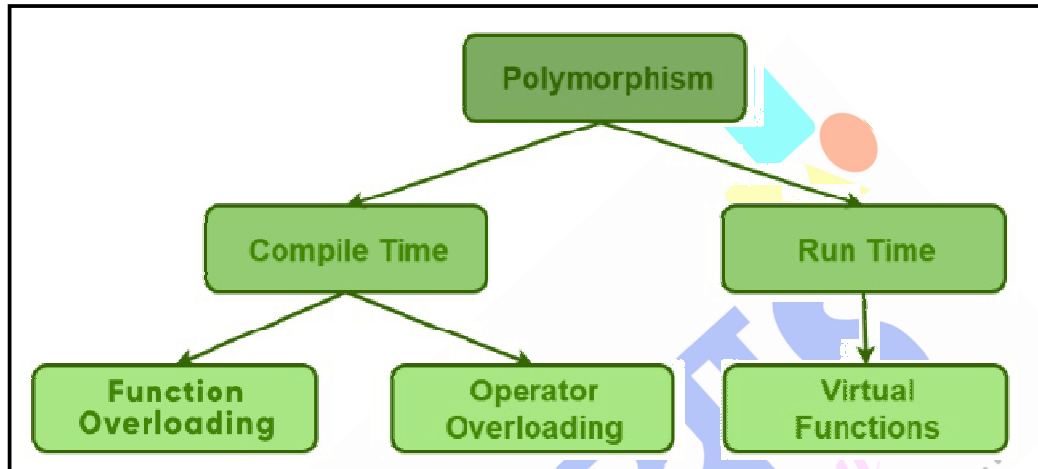 Polymorphism
Compile Time
Run Time
Function
Overloading
Operator
Overloading
Virtual
Functions